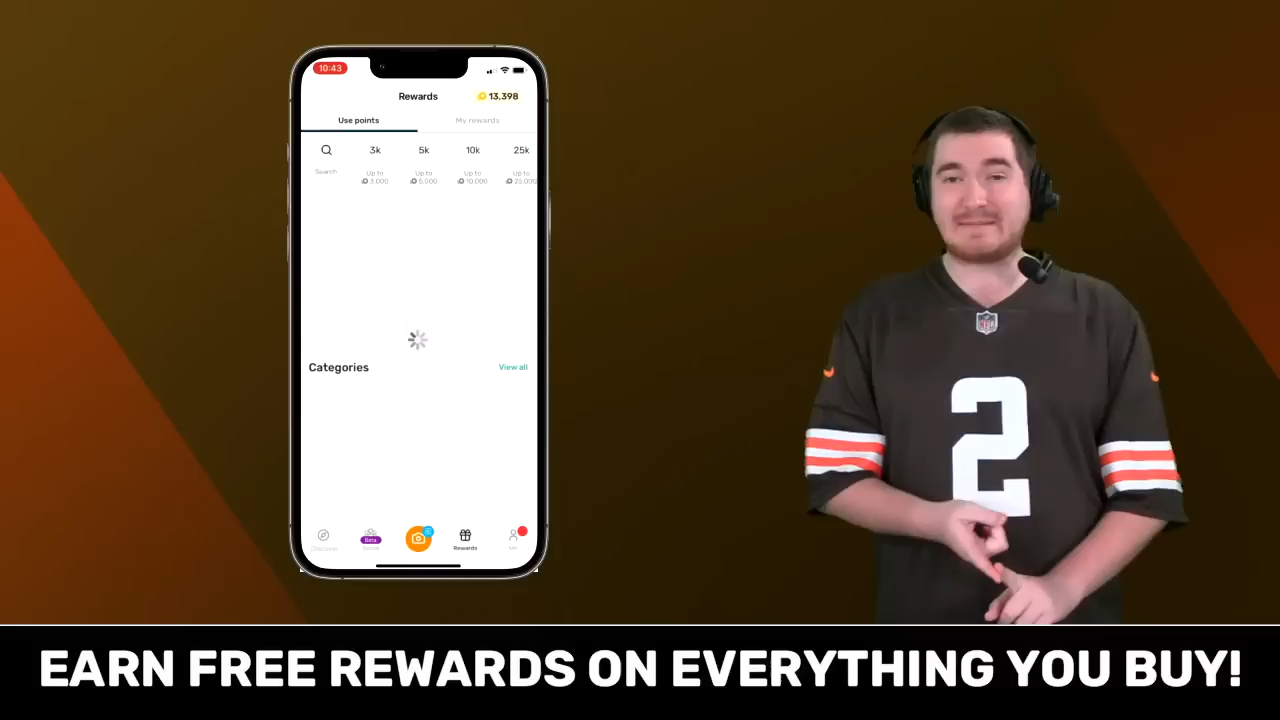 10:43
Rewards
13,398
Use points
My rewards
3k
5k
10k
25k
Search
Up to
3,000
Up to
5,000
Up to
10,000
Up to
25,000
Categories
View all
Beta
Social
Rewards
Me
NFL
2
EARN FREE REWARDS ON EVERYTHING YOU BUY!